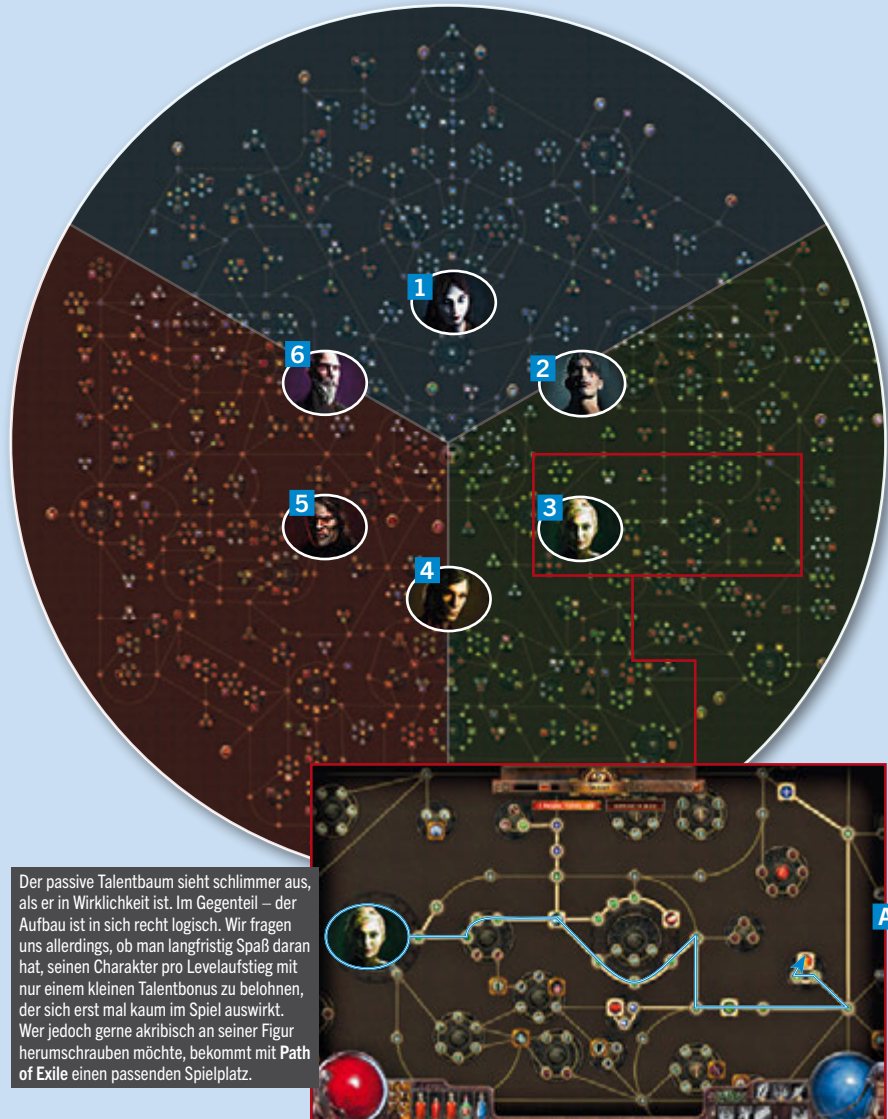 1
6
2
5
3
4
A
Der passive Talentbaum sieht schlimmer aus,
als er in Wirklichkeit ist. Im Gegenteil – der
Aufbau ist in sich recht logisch. Wir fragen
uns allerdings, ob man langfristig Spaß daran
hat, seinen Charakter pro Levelaufstieg mit
nur einem kleinen Talentbonus zu belohnen,
der sich erst mal kaum im Spiel auswirkt.
Wer jedoch gerne akribisch an seiner Figur
herumschrauben möchte, bekommt mit Path
of Exile einen passenden Spielplatz.